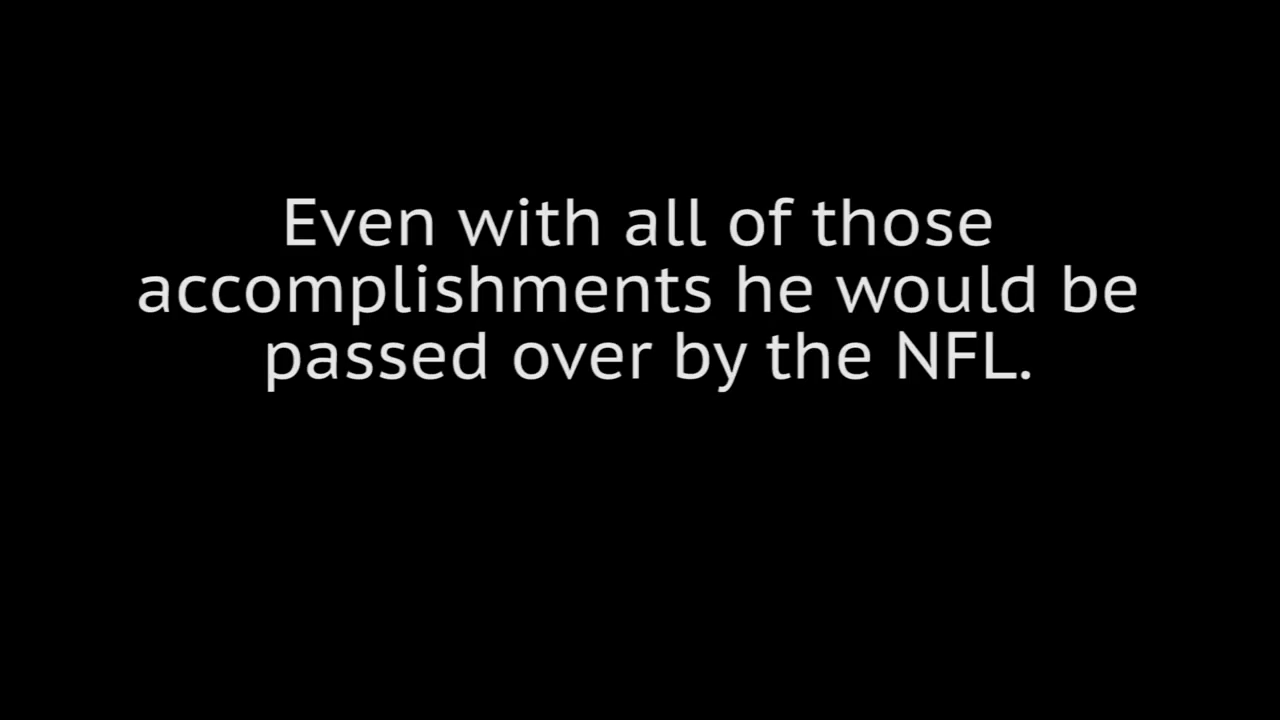 Even with all of those
accomplishments he would be
passed over by the NFL.